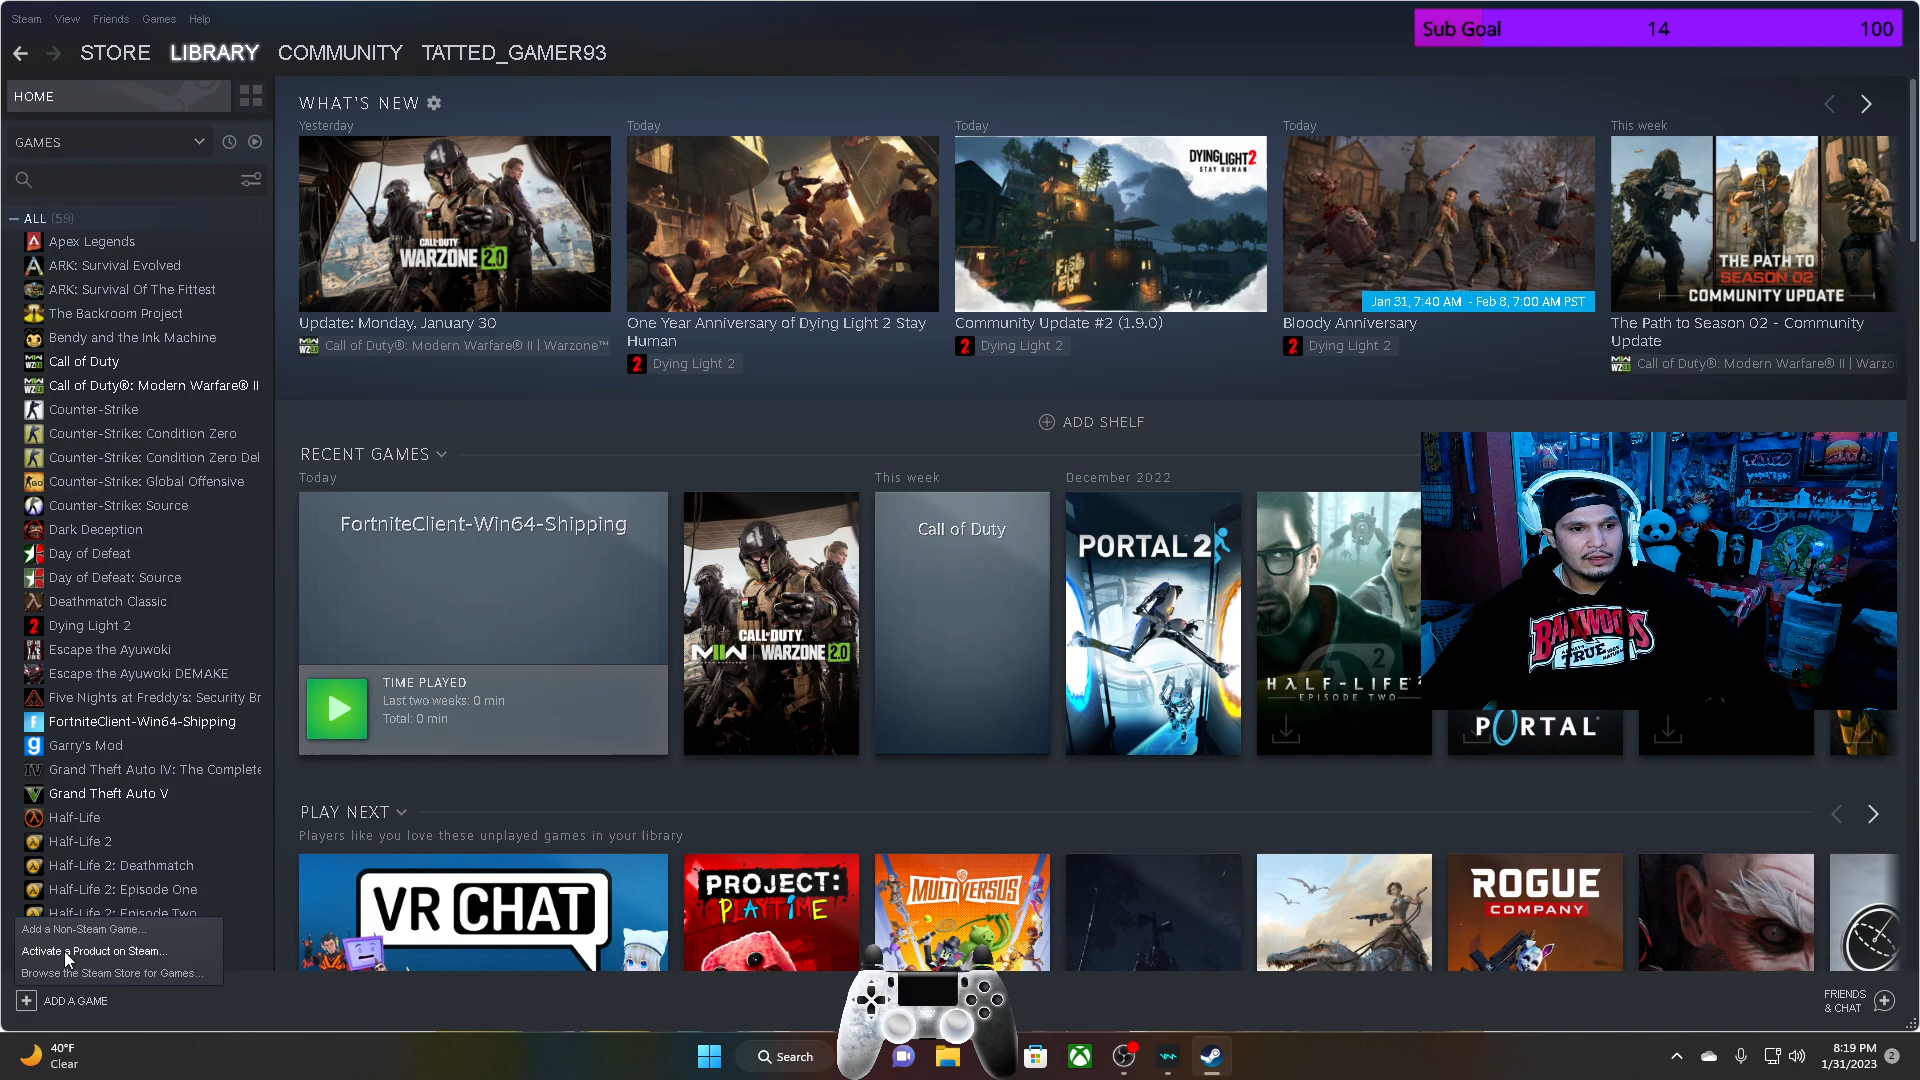 Steam View Friends Games Help
Sub Goal 14 100
STORE LIBRARY COMMUNITY TATTED_GAMER93
HOME
GAMES
ALL (59)
Apex Legends
ARK: Survival Evolved
ARK: Survival Of The Fittest
The Backroom Project
Bendy and the Ink Machine
Call of Duty
Call of Duty®: Modern Warfare® II
Counter-Strike
Counter-Strike: Condition Zero
Counter-Strike: Condition Zero Del
Counter-Strike: Global Offensive
Counter-Strike: Source
Dark Deception
Day of Defeat
Day of Defeat: Source
Deathmatch Classic
Dying Light 2
Escape the Ayuwoki
Escape the Ayuwoki DEMAKE
Five Nights at Freddy's: Security Br
FortniteClient-Win64-Shipping
Garry's Mod
Grand Theft Auto IV: The Complete
Grand Theft Auto V
Half-Life
Half-Life 2
Half-Life 2: Deathmatch
Half-Life 2: Episode One
Half-Life 2: Episode Two
Add a Non-Steam Game...
Activate a Product on Steam...
Browse the Steam Store for Games...
ADD A GAME
WHAT'S NEW
Yesterday
CALL·DUTY
WARZONE 2.0
Update: Monday, January 30
Call of Duty®: Modern Warfare® II | Warzone™
Today
One Year Anniversary of Dying Light 2 Stay
Human
Dying Light 2
Today
DYING LIGHT 2
STAY HUMAN
Community Update #2 (1.9.0)
Dying Light 2
Today
Jan 31, 7:40 AM - Feb 8, 7:00 AM PST
Bloody Anniversary
Dying Light 2
This week
THE PATH TO
SEASON 02
COMMUNITY UPDATE
The Path to Season 02 - Community
Update
Call of Duty®: Modern Warfare® II | Warzo
ADD SHELF
RECENT GAMES
Today
FortniteClient-Win64-Shipping
TIME PLAYED
Last two weeks: 0 min
Total: 0 min
CALL·DUTY
MWII WARZONE 2.0
This week
Call of Duty
December 2022
PORTAL 2
HALF-LIFE 2
EPISODE TWO
PORTAL
BACKWOODS
TRUE
PLAY NEXT
Players like you love these unplayed games in your library
VR CHAT
PROJECT:
PLAYTIME
MULTIVERSUS
ROGUE
COMPANY
FRIENDS
& CHAT
40°F
Clear
Search
8:19 PM
1/31/2023
2